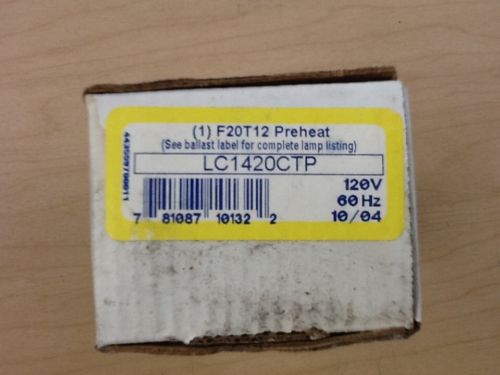 (1) F20T12 Preheat
(See ballast label for complete lamp listing)
LC1420CTP
120V
60 Hz
10/04
7 81087 10132 2